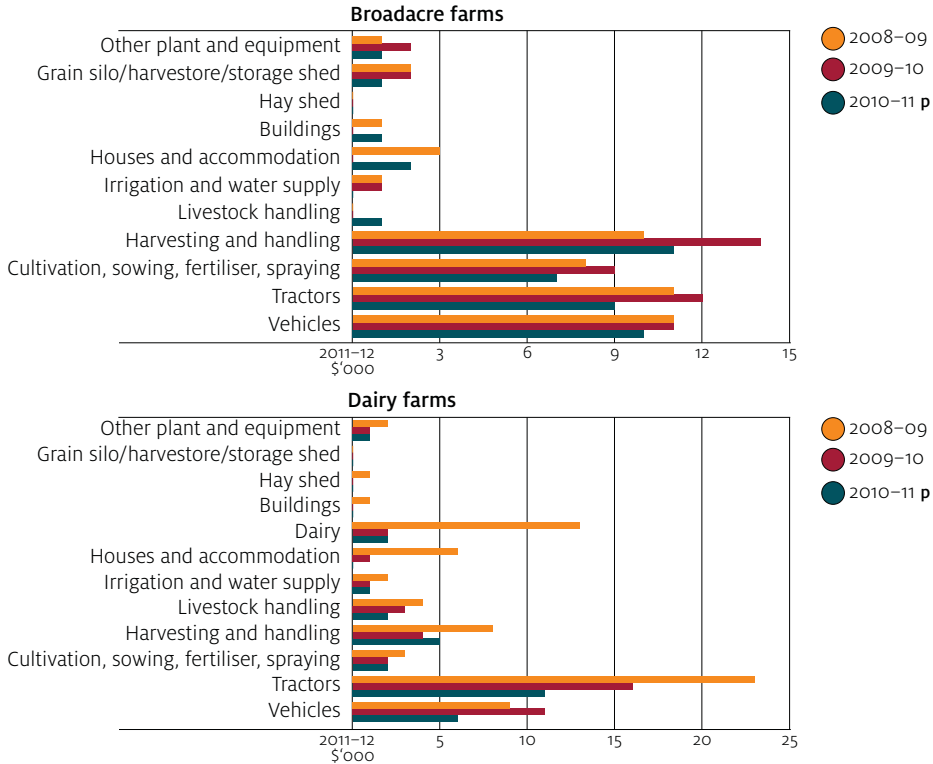 Broadacre farms
Other plant and equipment
Grain silo/harvestore/storage shed
Hay shed
Buildings
Houses and accommodation
Irrigation and water supply
Livestock handling
Harvesting and handling
Cultivation, sowing, fertiliser, spraying
Tractors
Vehicles
2011–12 3 6 9 12 15
$'000
2008–09
2009–10
2010–11 p
Dairy farms
Other plant and equipment
Grain silo/harvestore/storage shed
Hay shed
Buildings
Dairy
Houses and accommodation
Irrigation and water supply
Livestock handling
Harvesting and handling
Cultivation, sowing, fertiliser, spraying
Tractors
Vehicles
2011–12 5 10 15 20 25
$'000
2008–09
2009–10
2010–11 p